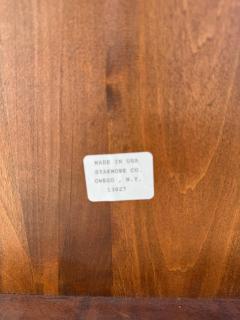 MADE IN USA
STAKMORE CO.
OWEGO , N.Y.
13827